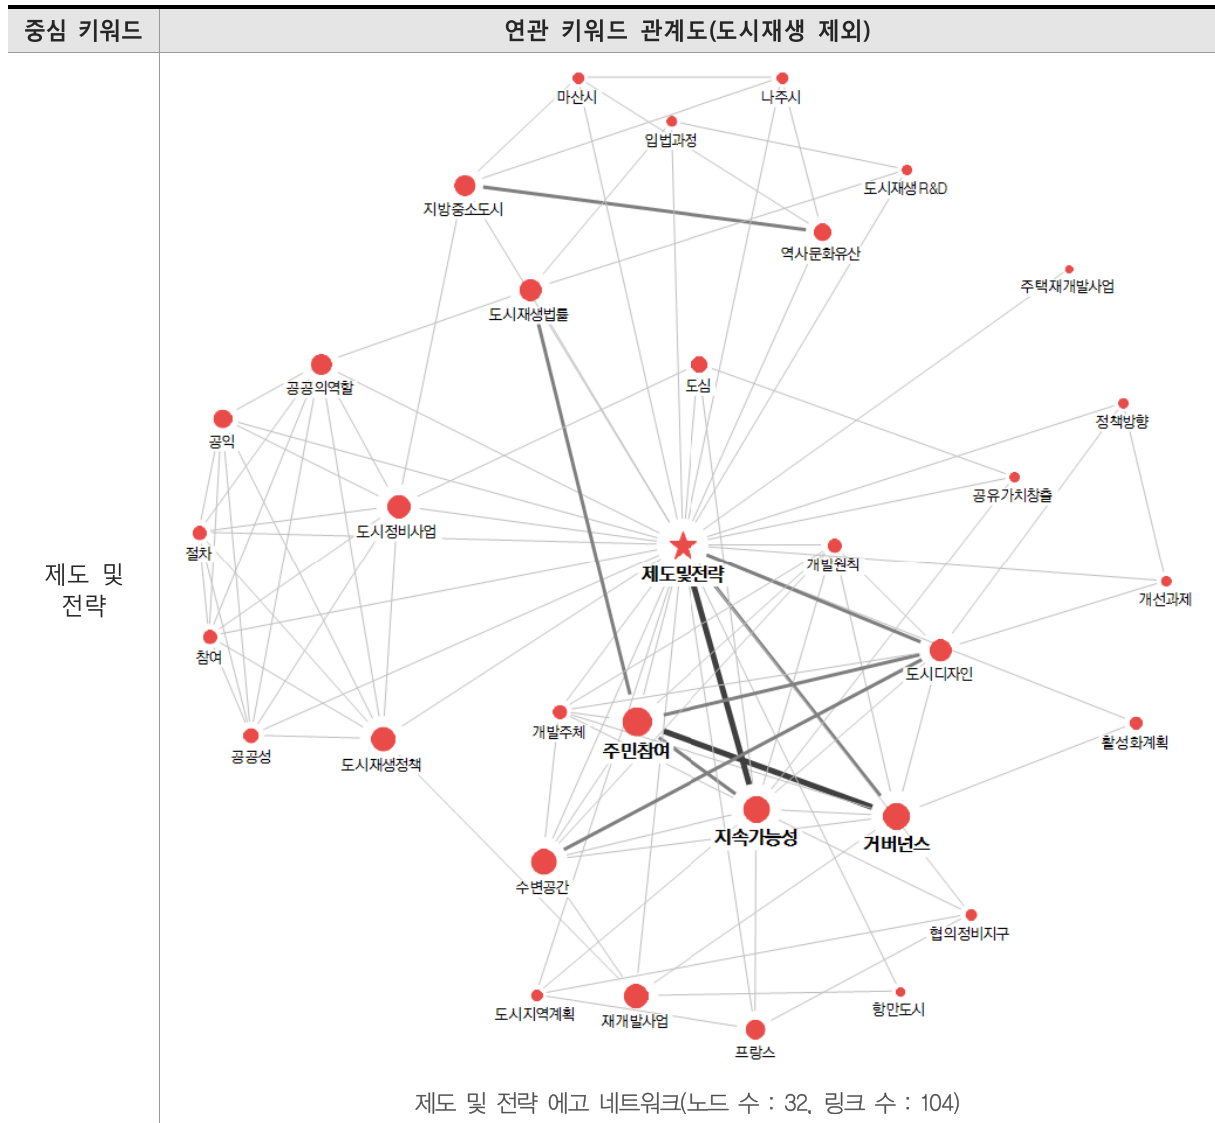 중심 키워드
연관 키워드 관계도(도시재생 제외)
마산시
나주시
입법과정
도시재생R&D
지방중소도시
역사문화유산
주택재개발사업
도시재생법률
공공의역할
도심
정책방향
공익
공유가치창출
도시정비사업
절차
제도및전략
개발원칙
제도 및
전략
개선과제
참여
도시디자인
개발주체
활성화계획
주민참여
공공성
도시재생정책
지속가능성
거버넌스
수변공간
협의정비지구
도시지역계획
재개발사업
항만도시
프랑스
제도 및 전략 에고 네트워크(노드 수 : 32, 링크 수 : 104)